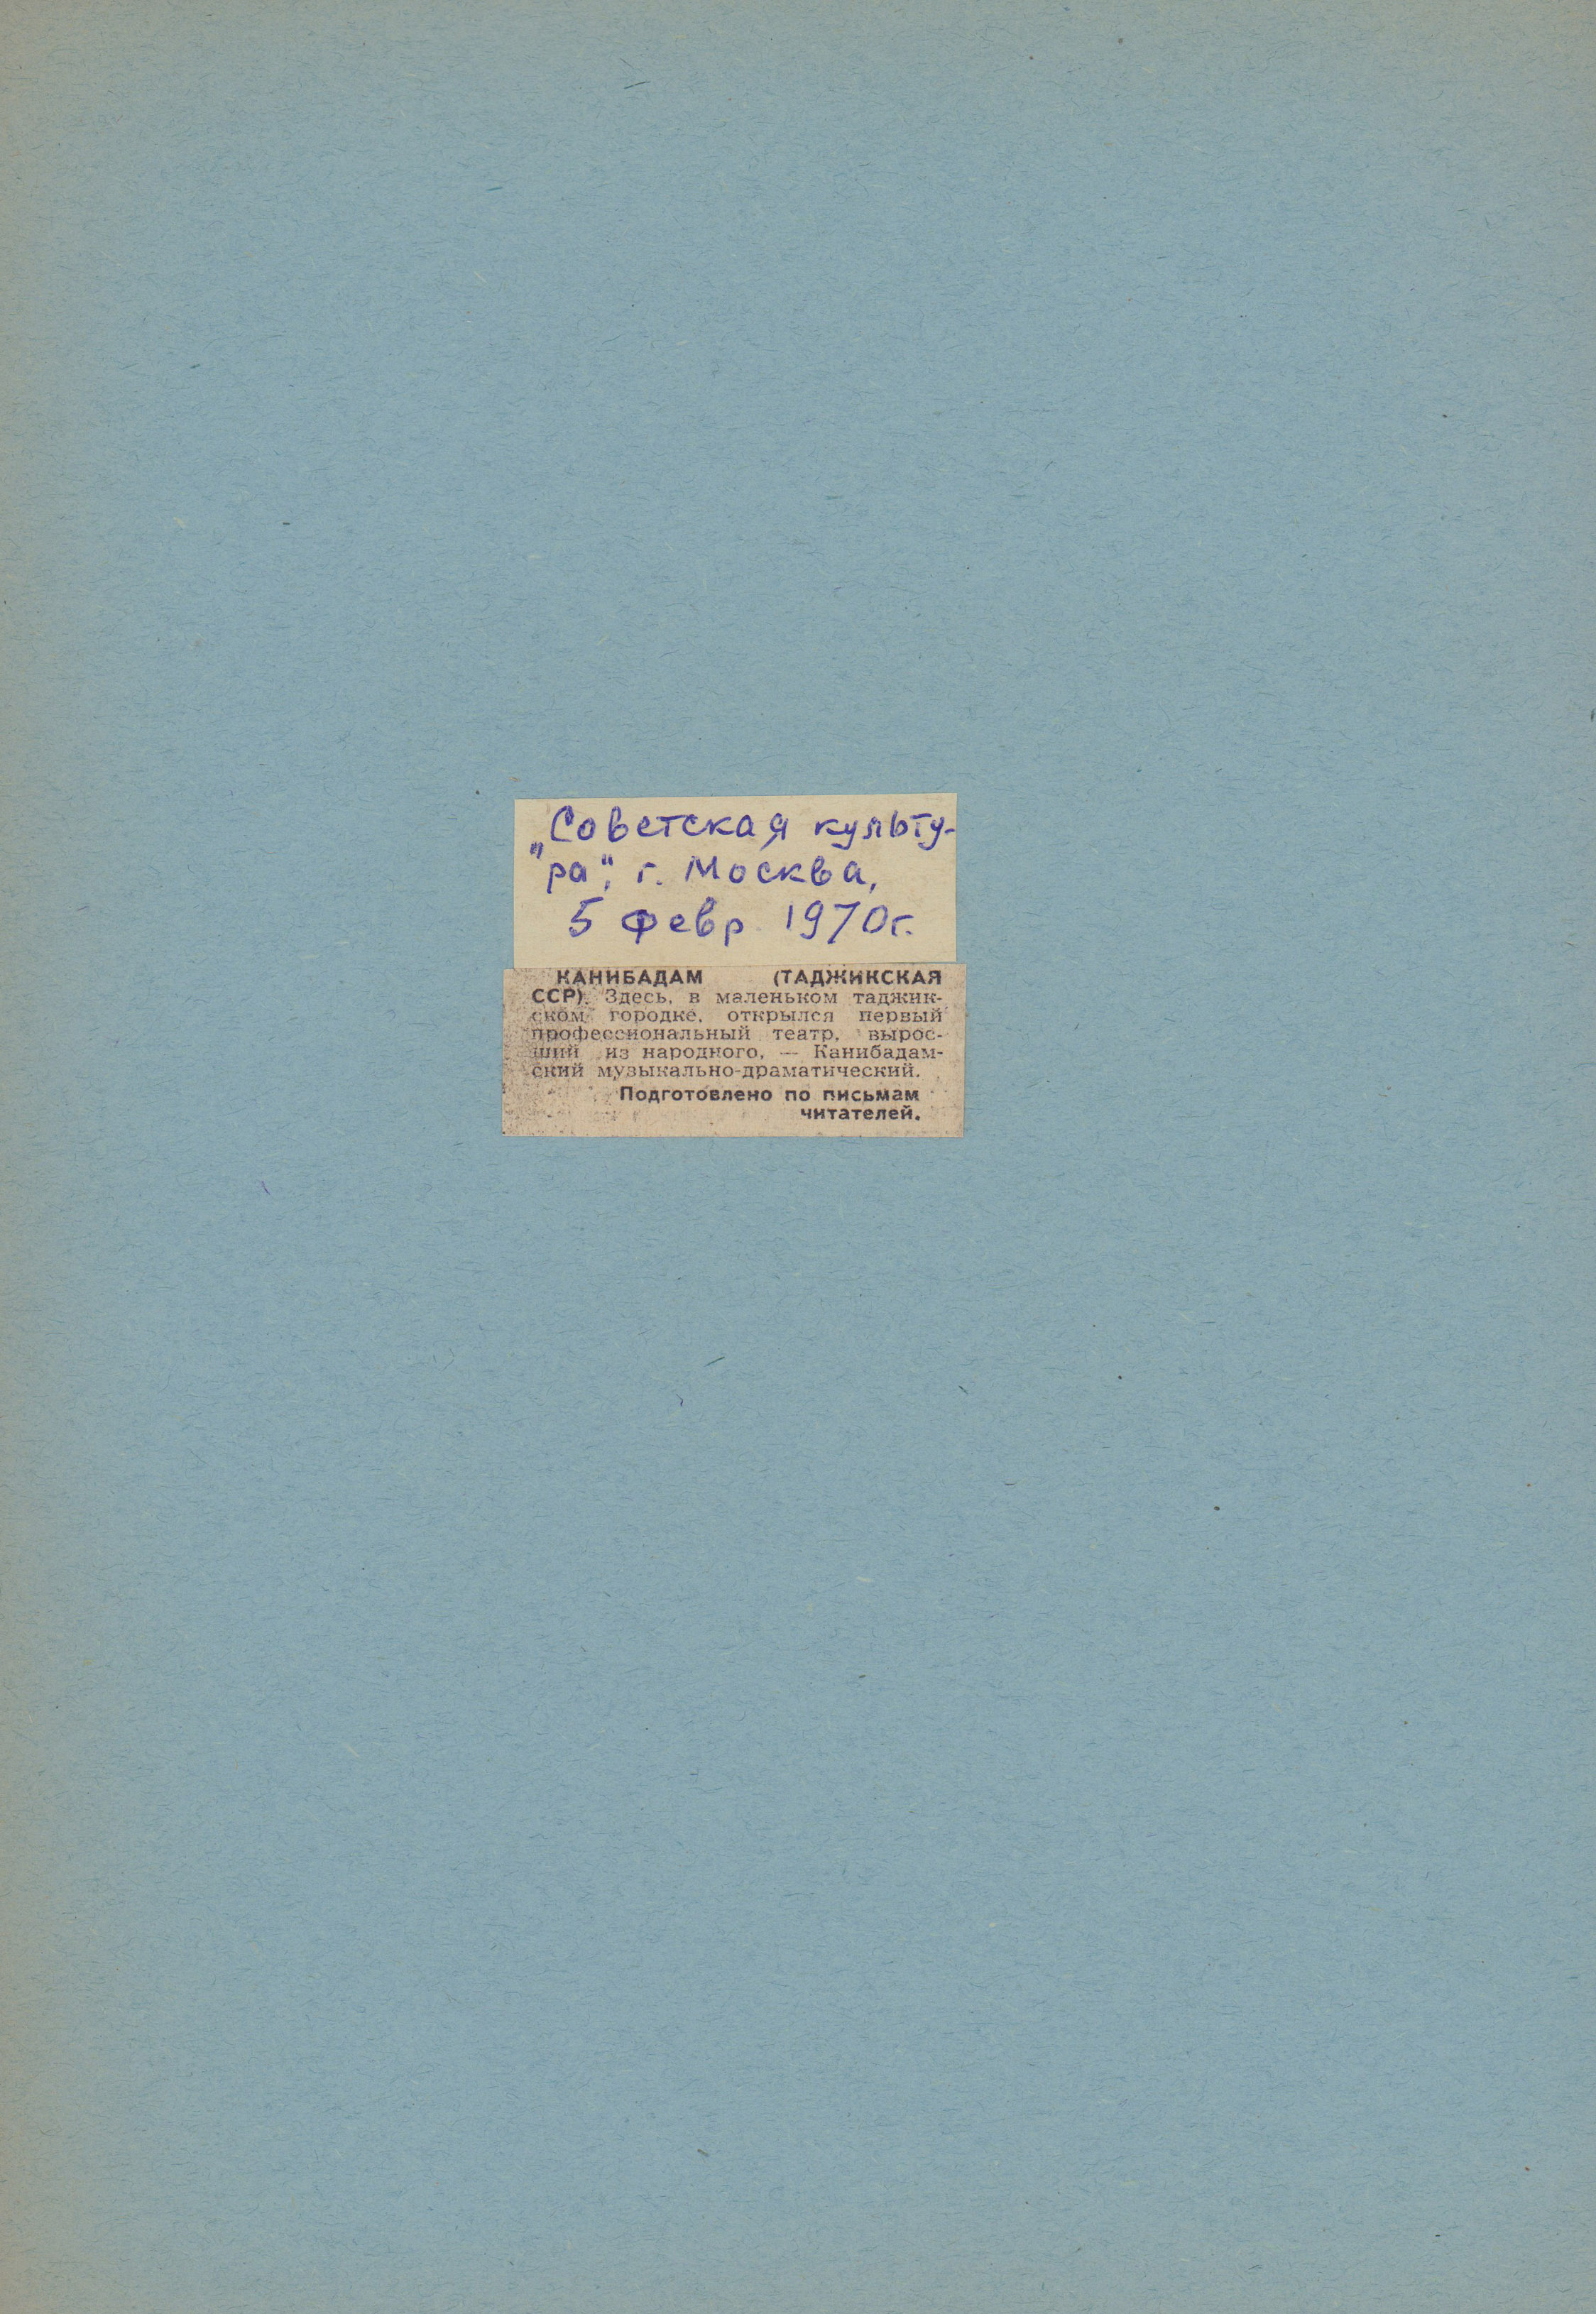 „Советская культу-
ра", г. Москва,
5 февр. 1970г.
КАНИБАДАМ (ТАДЖИКСКАЯ
ССР). Здесь, в маленьком таджик-
ском городке, открылся первый
профессиональный театр, вырос-
ший из народного, — Канибадам-
ский музыкально-драматический.
Подготовлено по письмам
читателей.